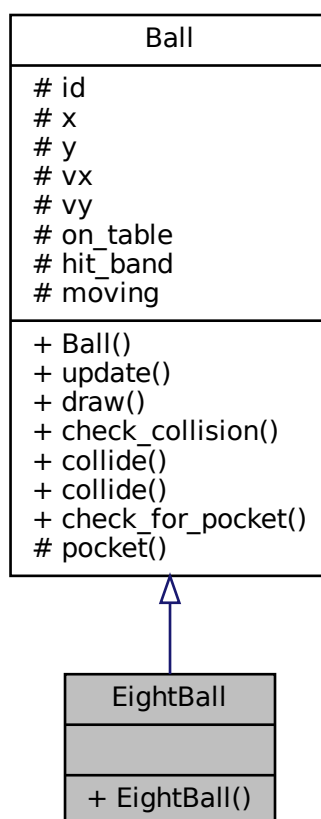 Ball
# id
# x
# y
# vx
# vy
# on_table
# hit_band
# moving
+ Ball()
+ update()
+ draw()
+ check_collision()
+ collide()
+ collide()
+ check_for_pocket()
# pocket()
EightBall
+ EightBall()